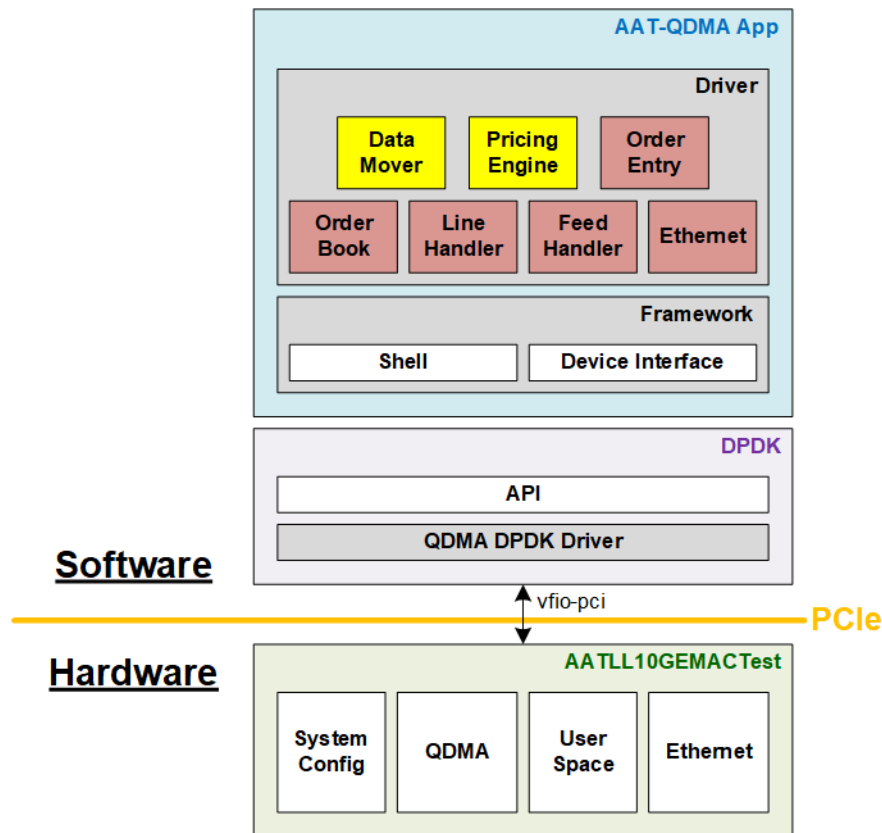 AAT-QDMA App
Driver
Data
Mover
Pricing
Engine
Order
Entry
Order
Book
Line
Handler
Feed
Handler
Ethernet
Framework
Shell
Device Interface
DPDK
API
QDMA DPDK Driver
Software
vfio-pci
PCIe
Hardware
AATLL10GEMACTest
System
Config
QDMA
User
Space
Ethernet